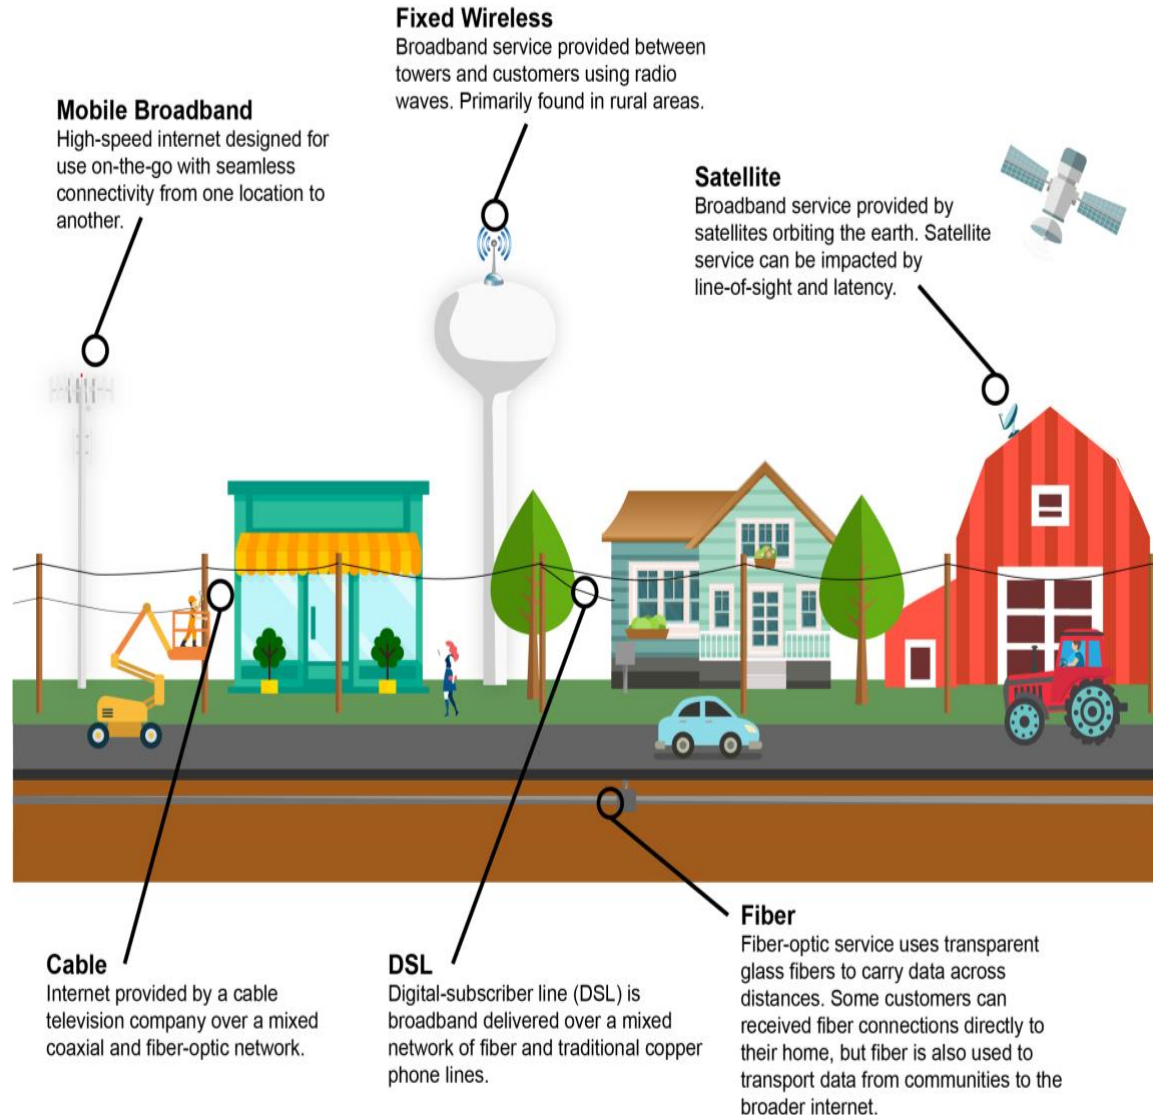 Fixed Wireless
Broadband service provided between
towers and customers using radio
waves. Primarily found in rural areas.
Mobile Broadband
High-speed internet designed for
use on-the-go with seamless
connectivity from one location to
another.
Satellite
Broadband service provided by
satellites orbiting the earth. Satellite
service can be impacted by
line-of-sight and latency.
Cable
Internet provided by a cable
television company over a mixed
coaxial and fiber-optic network.
DSL
Digital-subscriber line (DSL) is
broadband delivered over a mixed
network of fiber and traditional copper
phone lines.
Fiber
Fiber-optic service uses transparent
glass fibers to carry data across
distances. Some customers can
received fiber connections directly to
their home, but fiber is also used to
transport data from communities to the
broader internet.